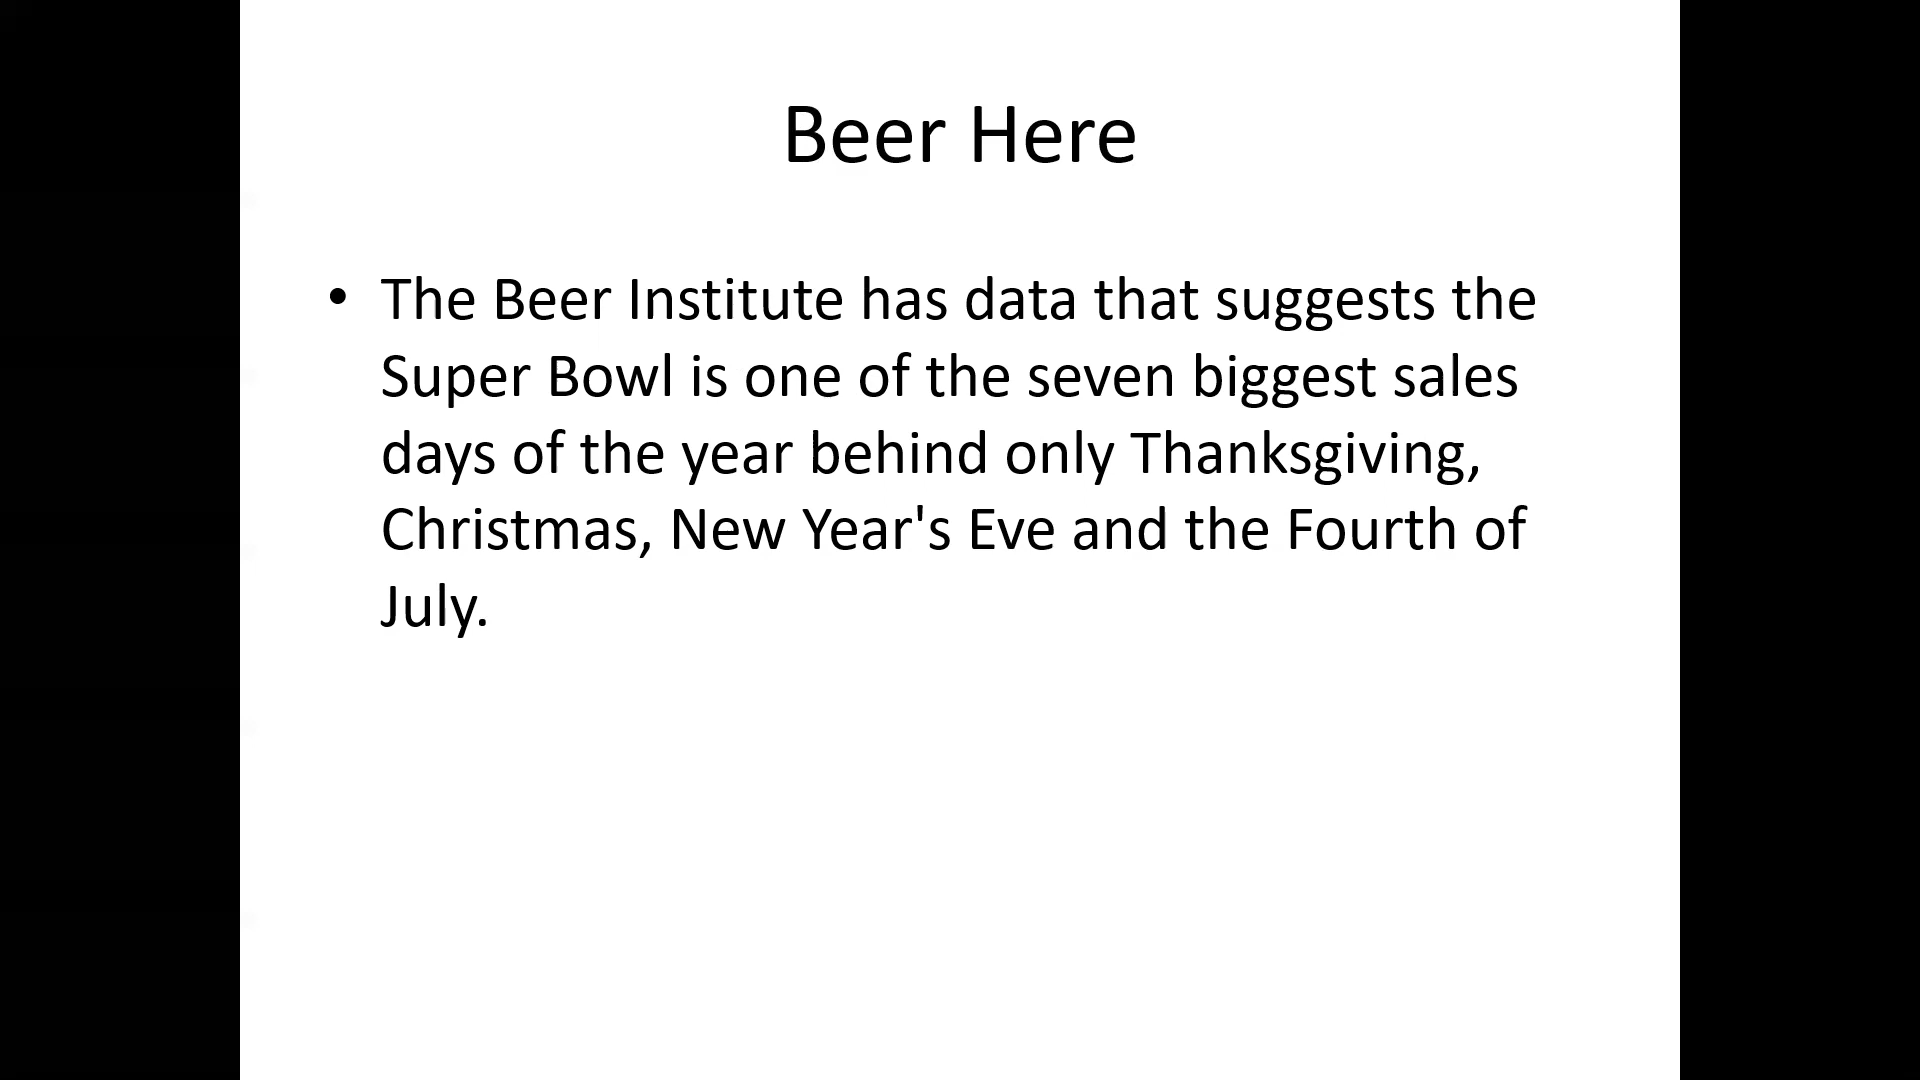 Beer Here
• The Beer Institute has data that suggests the
Super Bowl is one of the seven biggest sales
days of the year behind only Thanksgiving,
Christmas, New Year's Eve and the Fourth of
July.